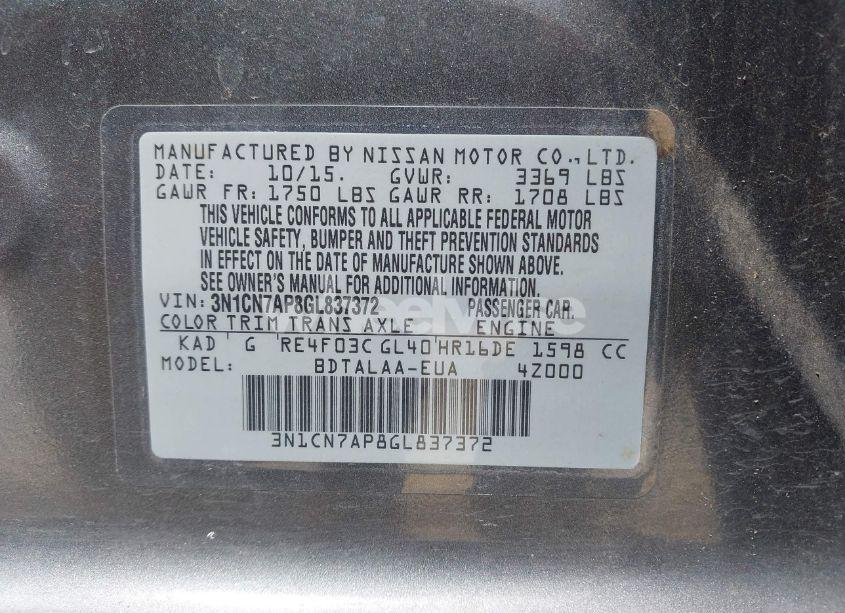 MANUFACTURED BY NISSAN MOTOR CO.,LTD.
DATE: 10/15. GVWR: 3369 LBS
GAWR FR: 1750 LBS GAWR RR: 1708 LBS
THIS VEHICLE CONFORMS TO ALL APPLICABLE FEDERAL MOTOR
VEHICLE SAFETY, BUMPER AND THEFT PREVENTION STANDARDS
IN EFFECT ON THE DATE OF MANUFACTURE SHOWN ABOVE.
SEE OWNER'S MANUAL FOR ADDITIONAL INFORMATION.
VIN: 3N1CN7AP8GL837372 PASSENGER CAR.
COLOR TRIM TRANS AXLE ENGINE
KAD G RE4F03C GL40 HR16DE 1598 CC
MODEL: BDTALAA-EUA 4Z000
3N1CN7AP8GL837372